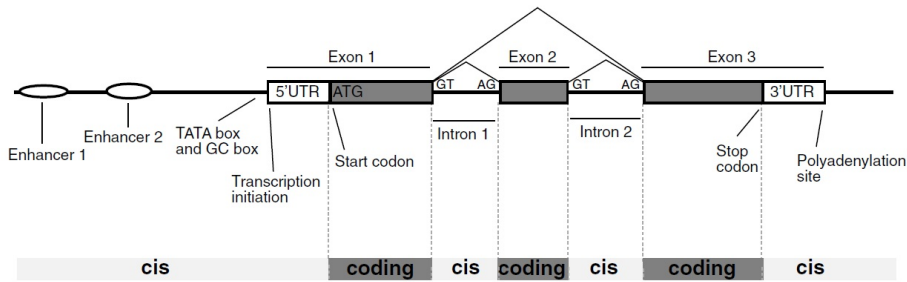 Exon 1
Exon 2
Exon 3
5'UTR
ATG
GT
AG
GT
AG
3'UTR
Enhancer 1
Enhancer 2
TATA box
and GC box
Transcription
initiation
Start codon
Intron 1
Intron 2
Stop
codon
Polyadenylation
site
cis
coding
cis
coding
cis
coding
cis